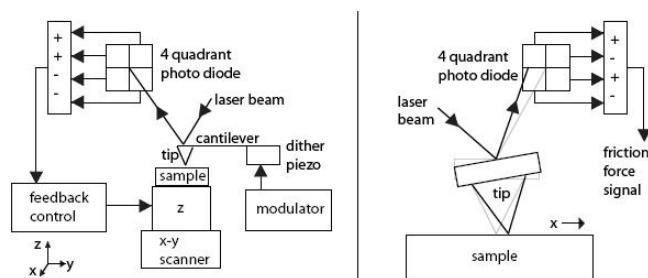 +
+
-
-
4 quadrant
photo diode
laser beam
cantilever
tip
dither
piezo
sample
feedback
control
z
modulator
x-y
scanner
z
y
x
4 quadrant
photo diode
+
-
+
-
laser
beam
friction
force
signal
tip
x
sample